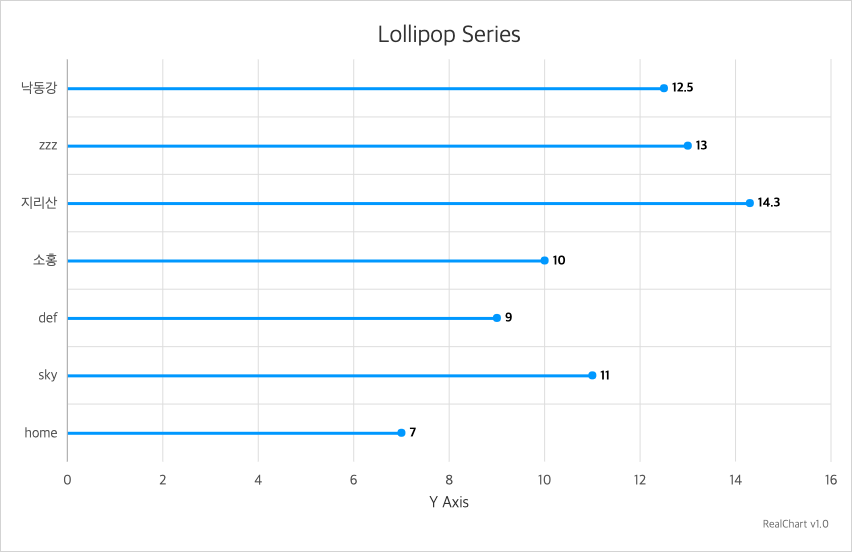 Lollipop Series
낙동강 12.5
zzz 13
지리산 14.3
소홍 10
def 9
sky 11
home 7
0 2 4 6 8 10 12 14 16
Y Axis
RealChart v1.0